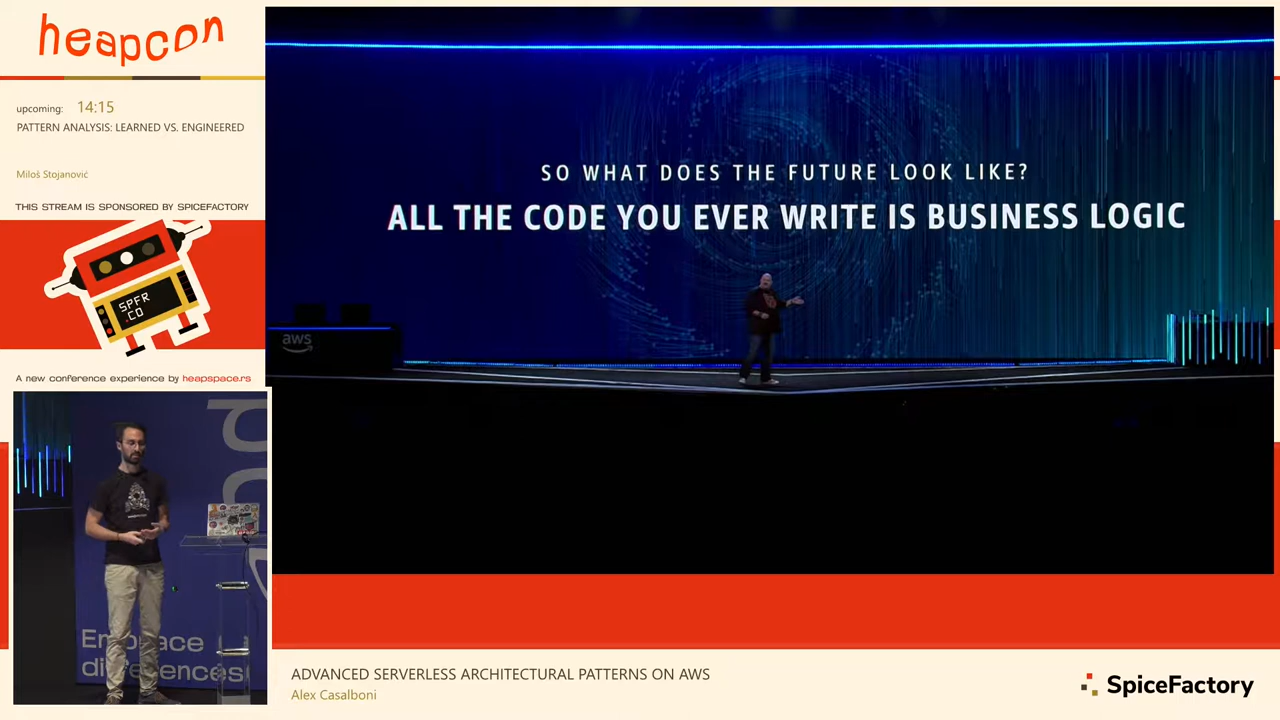 heapcon
upcoming: 14:15
PATTERN ANALYSIS: LEARNED VS. ENGINEERED
Miloš Stojanović
THIS STREAM IS SPONSORED BY SPICEFACTORY
SPFR
.CO
A new conference experience by heapspace.rs
SO WHAT DOES THE FUTURE LOOK LIKE?
ALL THE CODE YOU EVER WRITE IS BUSINESS LOGIC
aws
ADVANCED SERVERLESS ARCHITECTURAL PATTERNS ON AWS
Alex Casalboni
SpiceFactory